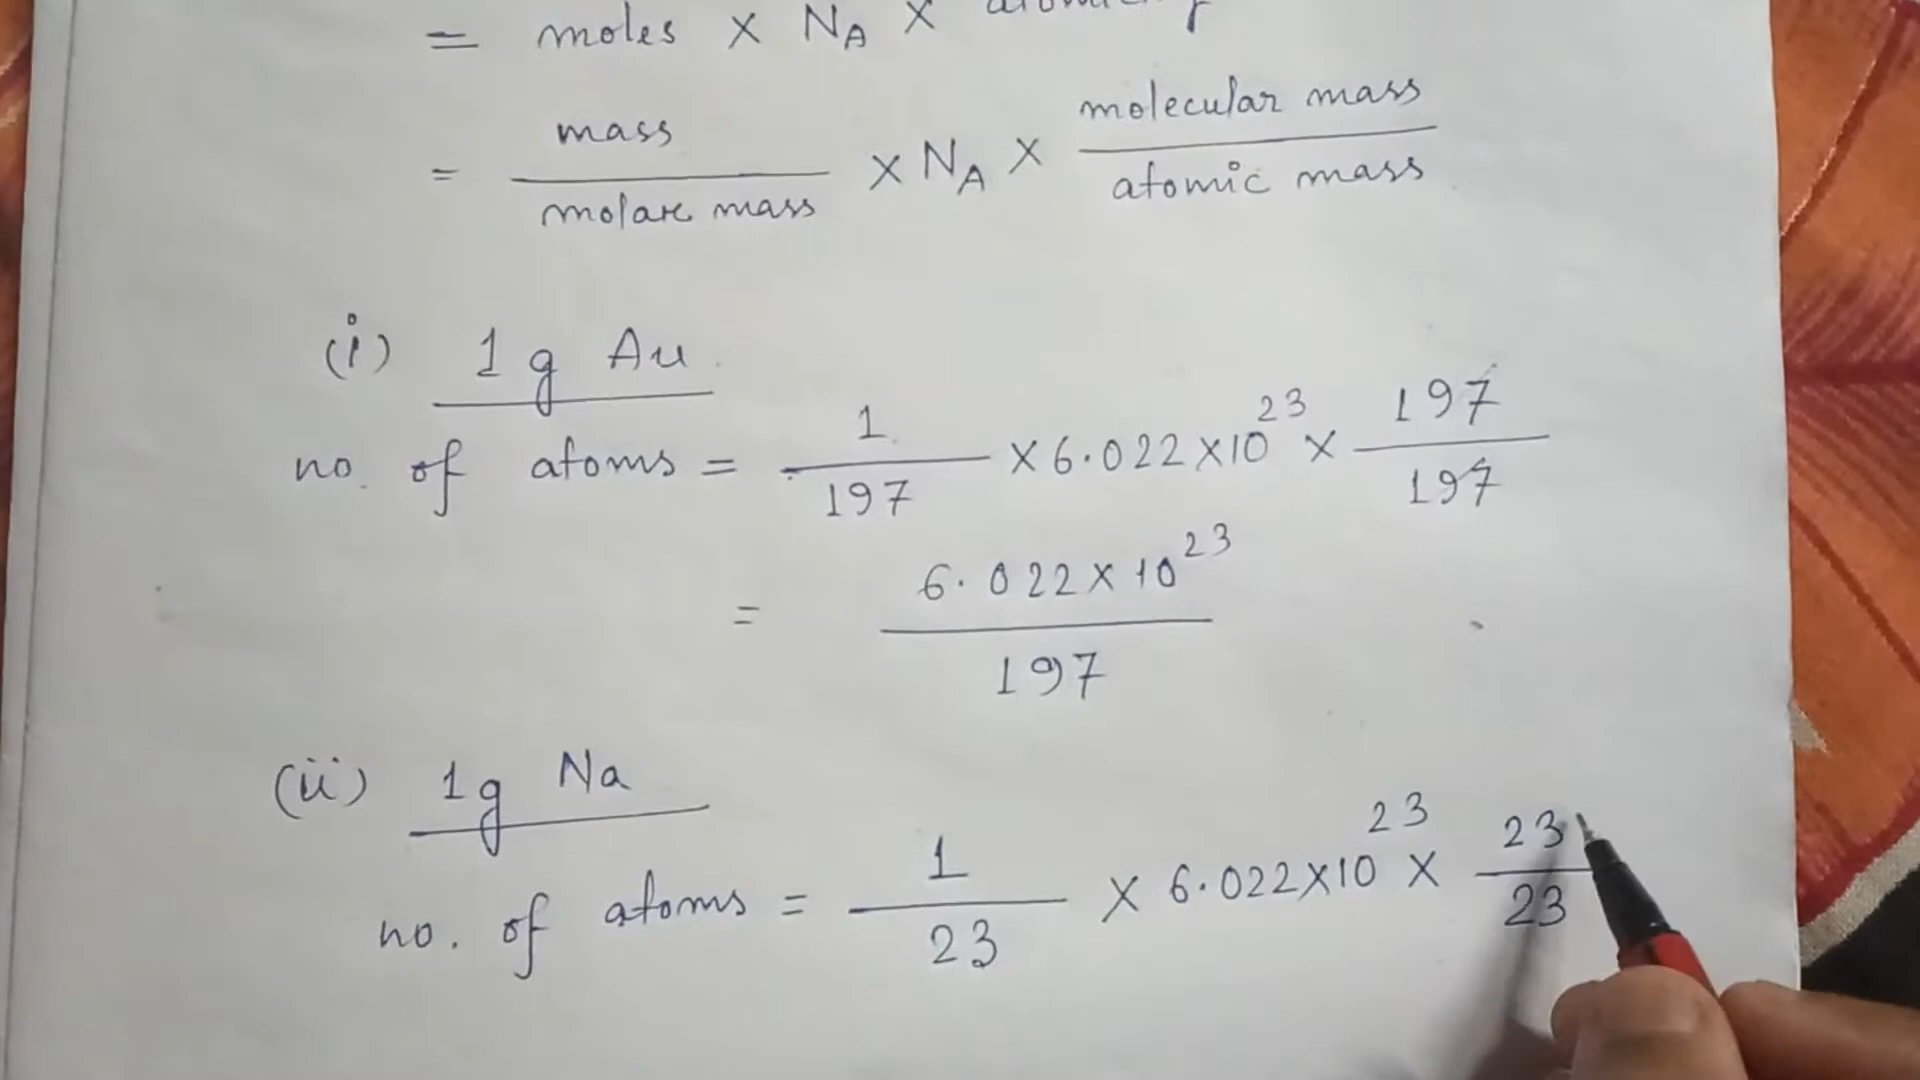 = moles × N_A ×
= mass / molar mass × N_A × molecular mass / atomic mass
(i) 1 g Au
no. of atoms = 1 / 197 × 6.022 × 10^23 × 197 / 197
= 6.022 × 10^23 / 197
(ii) 1g Na
no. of atoms = 1 / 23 × 6.022 × 10^23 × 23 / 23